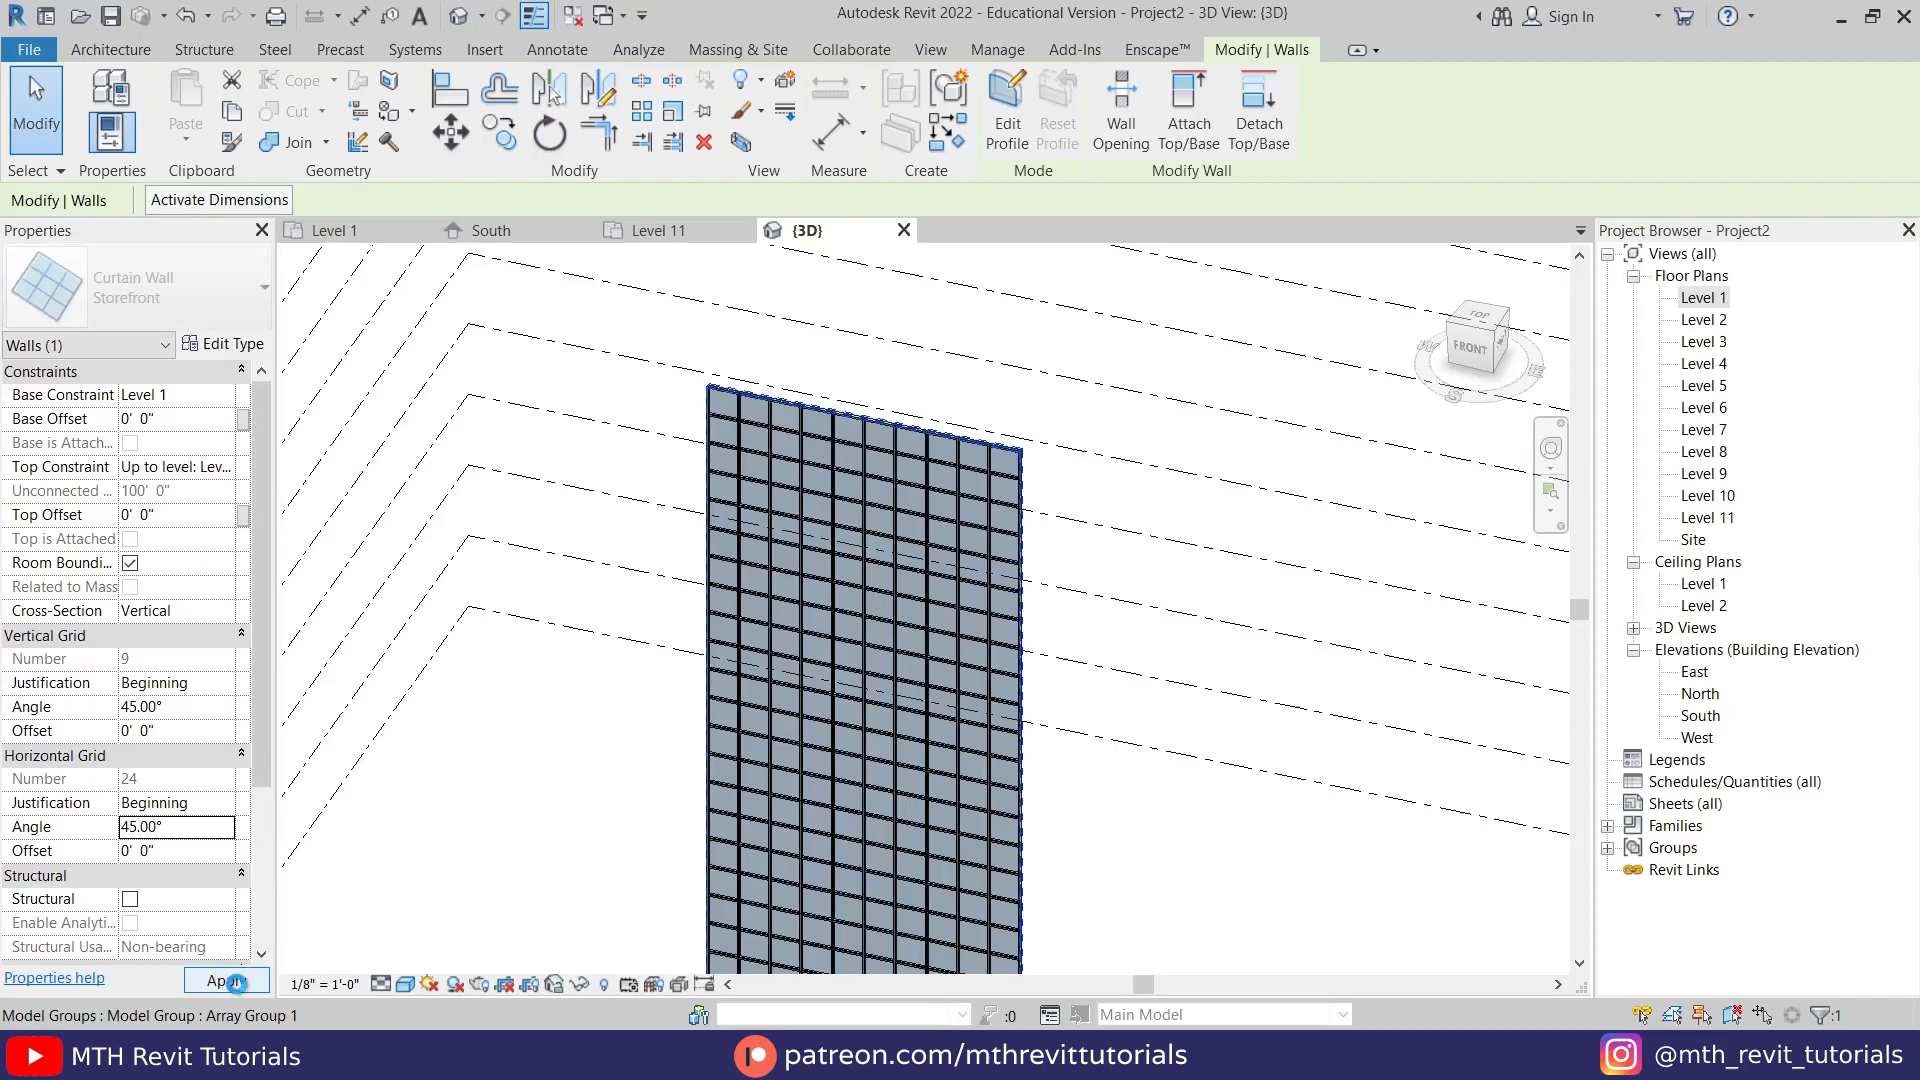 Autodesk Revit 2022 - Educational Version - Project2 - 3D View: {3D}
Sign In
File Architecture Structure Steel Precast Systems Insert Annotate Analyze Massing & Site Collaborate View Manage Add-Ins Enscape™ Modify | Walls
Modify
Paste
Cope
Cut
Join
Edit Profile
Reset Profile
Wall Opening
Attach Top/Base
Detach Top/Base
Select Properties Clipboard Geometry Modify View Measure Create Mode Modify Wall
Modify | Walls Activate Dimensions
Properties
Level 1 South Level 11 {3D}
Project Browser - Project2
Curtain Wall
Storefront
Walls (1) Edit Type
Constraints
Base Constraint Level 1
Base Offset 0' 0"
Base is Attach...
Top Constraint Up to level: Lev...
Unconnected ... 100' 0"
Top Offset 0' 0"
Top is Attached
Room Boundi...
Related to Mass
Cross-Section Vertical
Vertical Grid
Number 9
Justification Beginning
Angle 45.00°
Offset 0' 0"
Horizontal Grid
Number 24
Justification Beginning
Angle 45.00°
Offset 0' 0"
Structural
Structural
Enable Analyti...
Structural Usa... Non-bearing
Properties help
TOP
FRONT
W
S
E
Views (all)
Floor Plans
Level 1
Level 2
Level 3
Level 4
Level 5
Level 6
Level 7
Level 8
Level 9
Level 10
Level 11
Site
Ceiling Plans
Level 1
Level 2
3D Views
Elevations (Building Elevation)
East
North
South
West
Legends
Schedules/Quantities (all)
Sheets (all)
Families
Groups
Revit Links
1/8" = 1'-0"
Model Groups : Model Group : Array Group 1
:0
Main Model
:1
MTH Revit Tutorials
patreon.com/mthrevittutorials
@mth_revit_tutorials